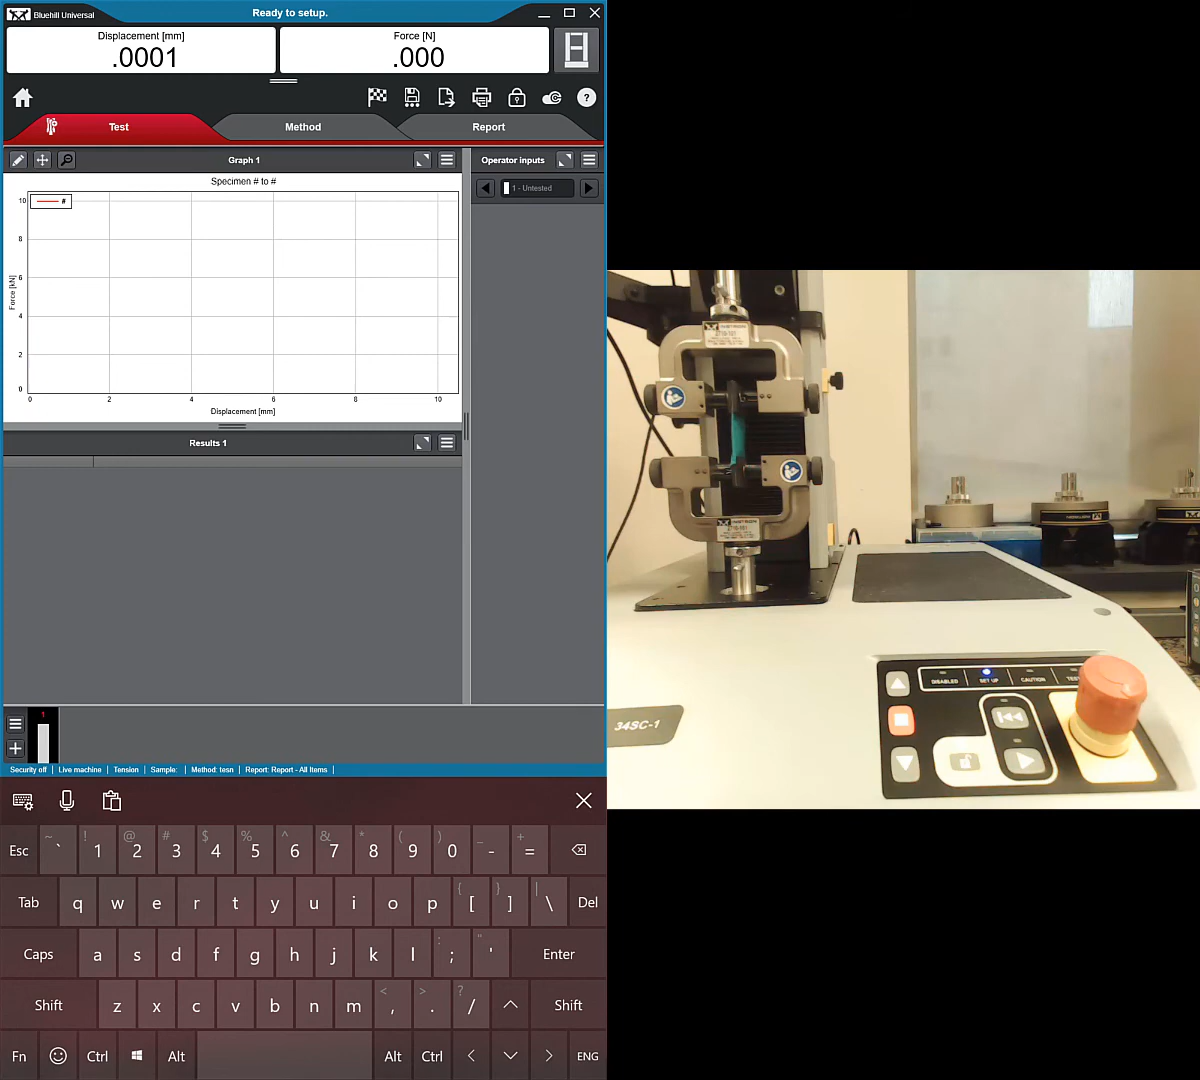 Bluehill Universal
Ready to setup.
Displacement [mm]
.0001
Force [N]
.000
?
Test
Method
Report
Graph 1
Operator inputs
1 - Untested
Specimen # to #
#
10
8
6
4
2
0
Force [kN]
0
2
4
6
8
10
Displacement [mm]
Results 1
1
Security off | Live machine | Tension | Sample: | Method: tesn | Report: Report - All Items |
Esc ~ ` ! 1 @ 2 # 3 $ 4 % 5 ^ 6 & 7 * 8 ( 9 ) 0 _ - + =
Tab q w e r t y u i o p { [ } ] | \ Del
Caps a s d f g h j k l : ; " ' Enter
Shift z x c v b n m < , > . ? / Shift
Fn Ctrl Alt Alt Ctrl ENG
DISABLED
SET UP
CAUTION
34SC-1